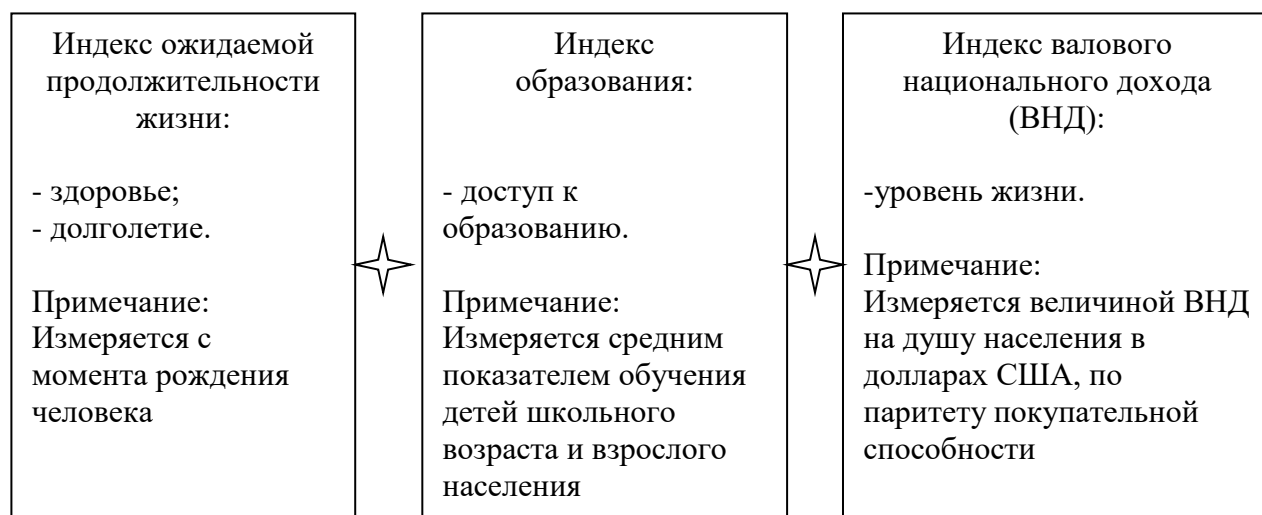 Индекс ожидаемой
продолжительности
жизни:
- здоровье;
- долголетие.
Примечание:
Измеряется с
момента рождения
человека
Индекс
образования:
- доступ к
образованию.
Примечание:
Измеряется средним
показателем обучения
детей школьного
возраста и взрослого
населения
Индекс валового
национального дохода
(ВНД):
-уровень жизни.
Примечание:
Измеряется величиной ВНД
на душу населения в
долларах США, по
паритету покупательной
способности